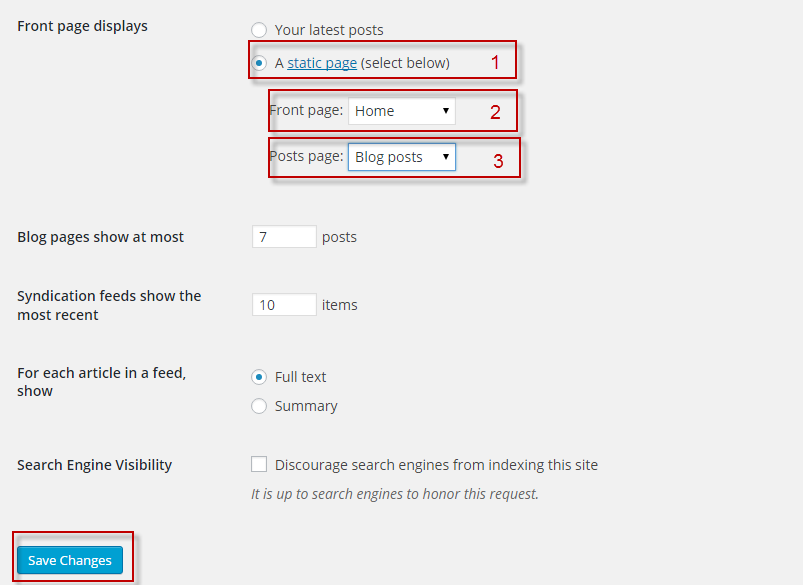 Front page displays
Your latest posts
A static page (select below) 1
Front page: Home 2
Posts page: Blog posts 3
Blog pages show at most 7 posts
Syndication feeds show the
most recent
10 items
For each article in a feed,
show
Full text
Summary
Search Engine Visibility
Discourage search engines from indexing this site
It is up to search engines to honor this request.
Save Changes